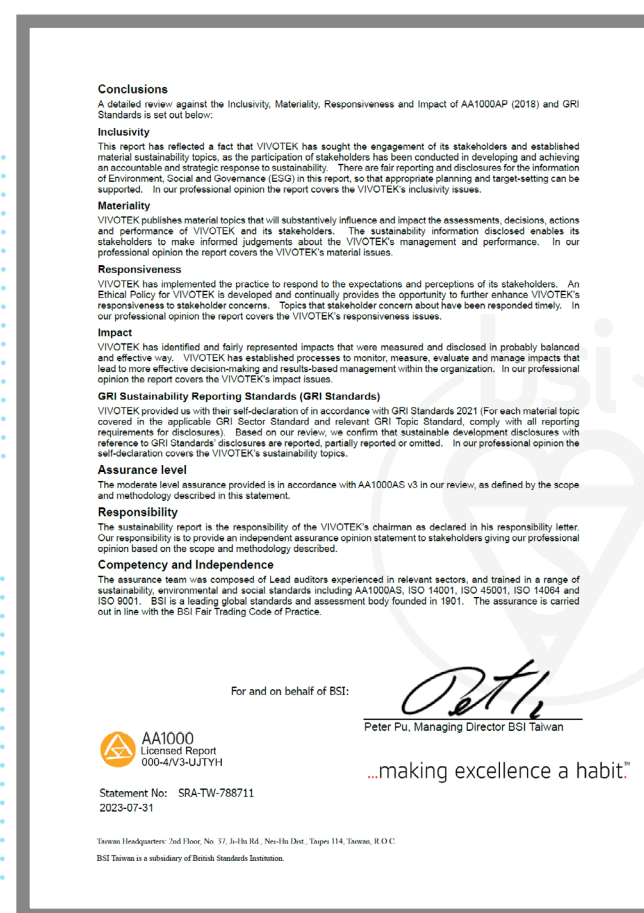 Conclusions
A detailed review against the Inclusivity, Materiality, Responsiveness and Impact of AA1000AP (2018) and GRI
Standards is set out below:
Inclusivity
This report has reflected a fact that VIVOTEK has sought the engagement of its stakeholders and established
material sustainability topics, as the participation of stakeholders has been conducted in developing and achieving
an accountable and strategic response to sustainability. There are fair reporting and disclosures for the information
of Environment, Social and Governance (ESG) in this report, so that appropriate planning and target-setting can be
supported. In our professional opinion the report covers the VIVOTEK's inclusivity issues.
Materiality
VIVOTEK publishes material topics that will substantively influence and impact the assessments, decisions, actions
and performance of VIVOTEK and its stakeholders. The sustainability information disclosed enables its
stakeholders to make informed judgements about the VIVOTEK's management and performance. In our
professional opinion the report covers the VIVOTEK's material issues.
Responsiveness
VIVOTEK has implemented the practice to respond to the expectations and perceptions of its stakeholders. An
Ethical Policy for VIVOTEK is developed and continually provides the opportunity to further enhance VIVOTEK's
responsiveness to stakeholder concerns. Topics that stakeholder concern about have been responded timely. In
our professional opinion the report covers the VIVOTEK's responsiveness issues.
Impact
VIVOTEK has identified and fairly represented impacts that were measured and disclosed in probably balanced
and effective way. VIVOTEK has established processes to monitor, measure, evaluate and manage impacts that
lead to more effective decision-making and results-based management within the organization. In our professional
opinion the report covers the VIVOTEK's impact issues.
GRI Sustainability Reporting Standards (GRI Standards)
VIVOTEK provided us with their self-declaration of in accordance with GRI Standards 2021 (For each material topic
covered in the applicable GRI Sector Standard and relevant GRI Topic Standard, comply with all reporting
requirements for disclosures). Based on our review, we confirm that sustainable development disclosures with
reference to GRI Standards' disclosures are reported, partially reported or omitted. In our professional opinion the
self-declaration covers the VIVOTEK's sustainability topics.
Assurance level
The moderate level assurance provided is in accordance with AA1000AS v3 in our review, as defined by the scope
and methodology described in this statement.
Responsibility
The sustainability report is the responsibility of the VIVOTEK's chairman as declared in his responsibility letter.
Our responsibility is to provide an independent assurance opinion statement to stakeholders giving our professional
opinion based on the scope and methodology described.
Competency and Independence
The assurance team was composed of Lead auditors experienced in relevant sectors, and trained in a range of
sustainability, environmental and social standards including AA1000AS, ISO 14001, ISO 45001, ISO 14064 and
ISO 9001. BSI is a leading global standards and assessment body founded in 1901. The assurance is carried
out in line with the BSI Fair Trading Code of Practice.
bsi
For and on behalf of BSI:
Peter Pu, Managing Director BSI Taiwan
AA1000
Licensed Report
000-4/V3-UJTYH
...making excellence a habit.™
Statement No: SRA-TW-788711
2023-07-31
Taiwan Headquarters: 2nd Floor, No. 37, Ji-Hu Rd., Nei-Hu Dist., Taipei 114, Taiwan, R.O.C.
BSI Taiwan is a subsidiary of British Standards Institution.